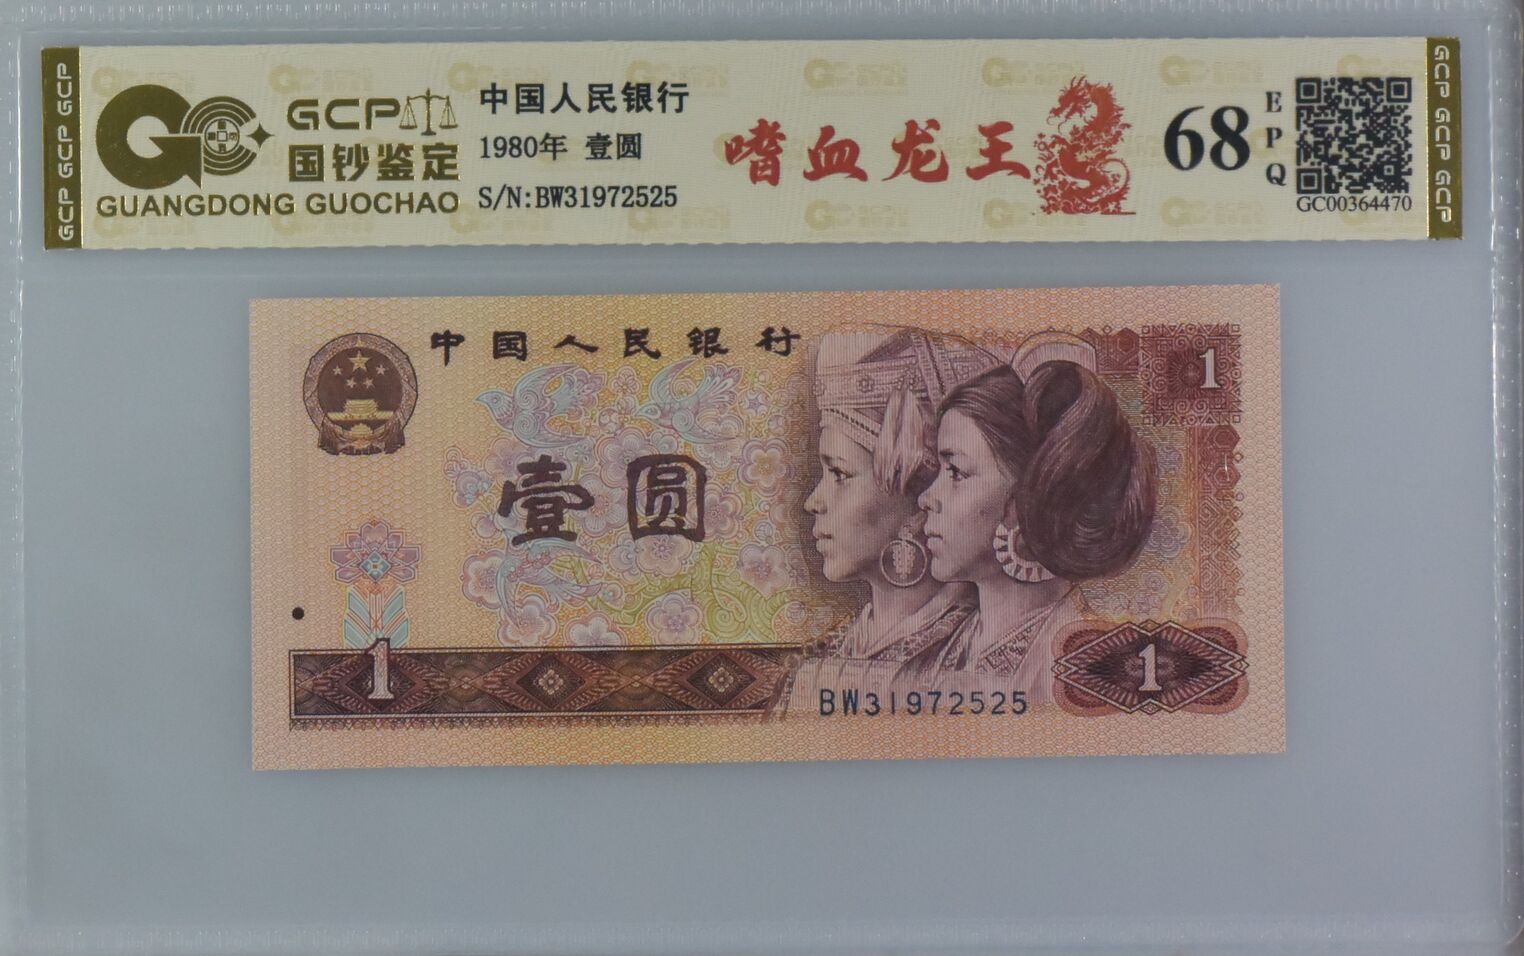 GCP GCP GCP
GCP
国钞鉴定
GUANGDONG GUOCHAO
中国人民银行
1980年 壹圆
S/N:BW31972525
嗜血龙王
68
EPQ
GC00364470
GCP GCP GCP
中国人民银行
1
壹圆
1
1
BW31972525